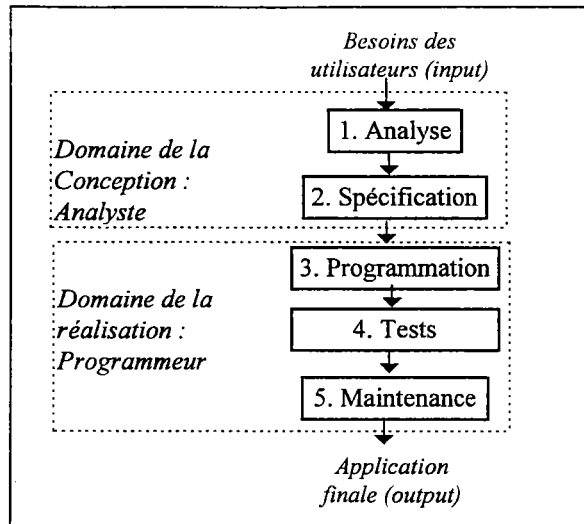 Besoins des
utilisateurs (input)
1. Analyse
Domaine de la
Conception :
Analyste
2. Spécification
3. Programmation
Domaine de la
réalisation :
Programmeur
4. Tests
5. Maintenance
Application
finale (output)